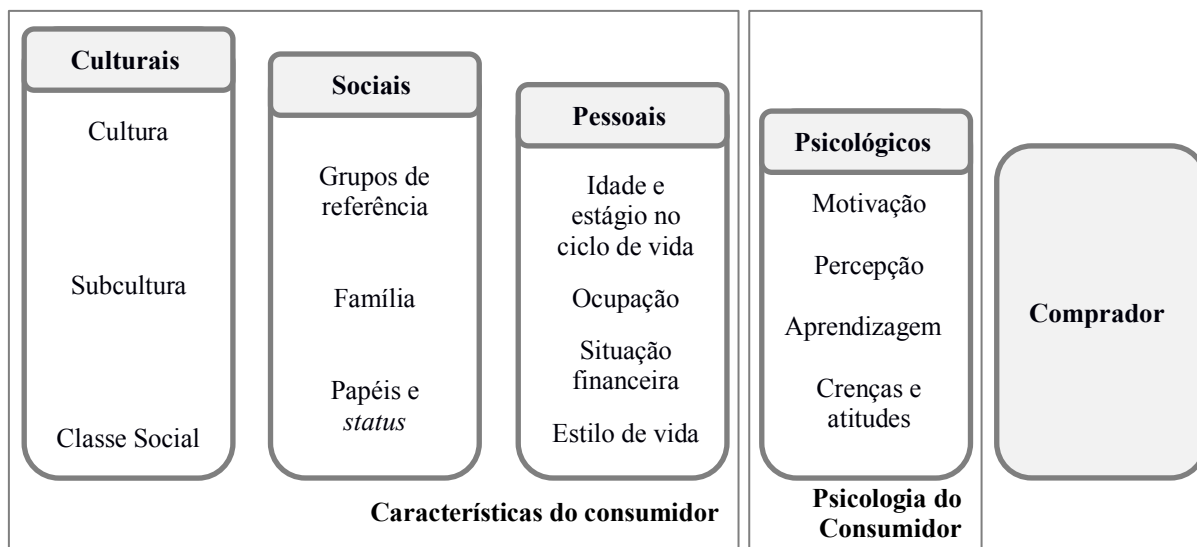 Culturais
Cultura
Subcultura
Classe Social
Sociais
Grupos de
referência
Família
Papéis e
status
Pessoais
Idade e
estágio no
ciclo de vida
Ocupação
Situação
financeira
Estilo de vida
Características do consumidor
Psicológicos
Motivação
Percepção
Aprendizagem
Crenças e
atitudes
Psicologia do
Consumidor
Comprador